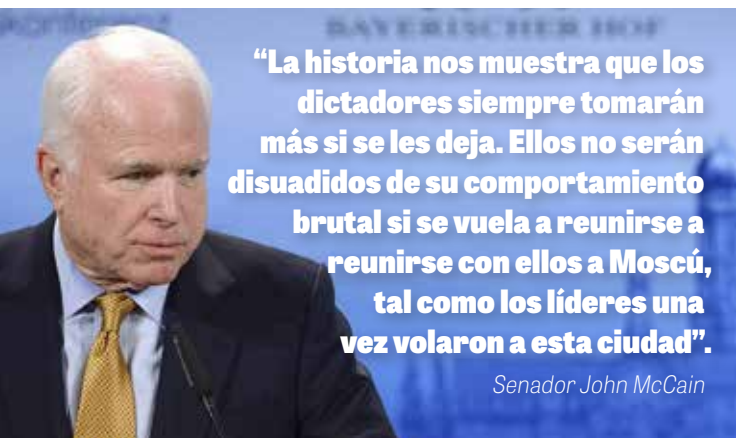 BAYERISCHER HOF
“La historia nos muestra que los
dictadores siempre tomarán
más si se les deja. Ellos no serán
disuadidos de su comportamiento
brutal si se vuela a reunirse a
reunirse con ellos a Moscú,
tal como los líderes una
vez volaron a esta ciudad”.
Senador John McCain